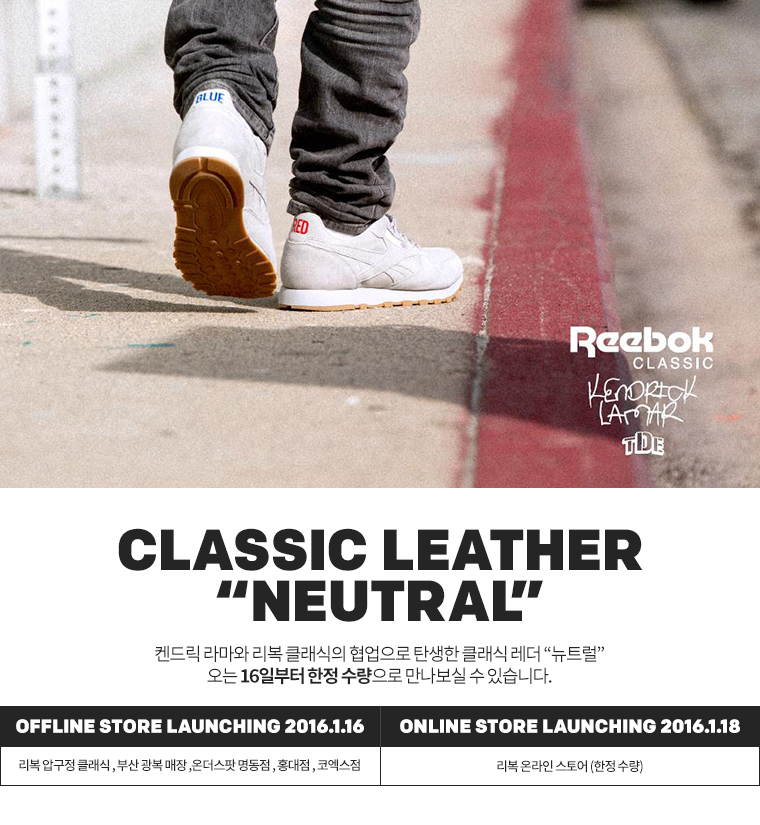 BLUE
RED
Reebok
CLASSIC
KENDRICK
LAMAR
TDE
CLASSIC LEATHER
“NEUTRAL”
켄드릭 라마와 리복 클래식의 협업으로 탄생한 클래식 레더 “뉴트럴”
오는 16일부터 한정 수량으로 만나보실 수 있습니다.
OFFLINE STORE LAUNCHING 2016.1.16
ONLINE STORE LAUNCHING 2016.1.18
리복 압구정 클래식 , 부산 광복 매장 ,온더스팟 명동점 , 홍대점 , 코엑스점
리복 온라인 스토어 (한정 수량)